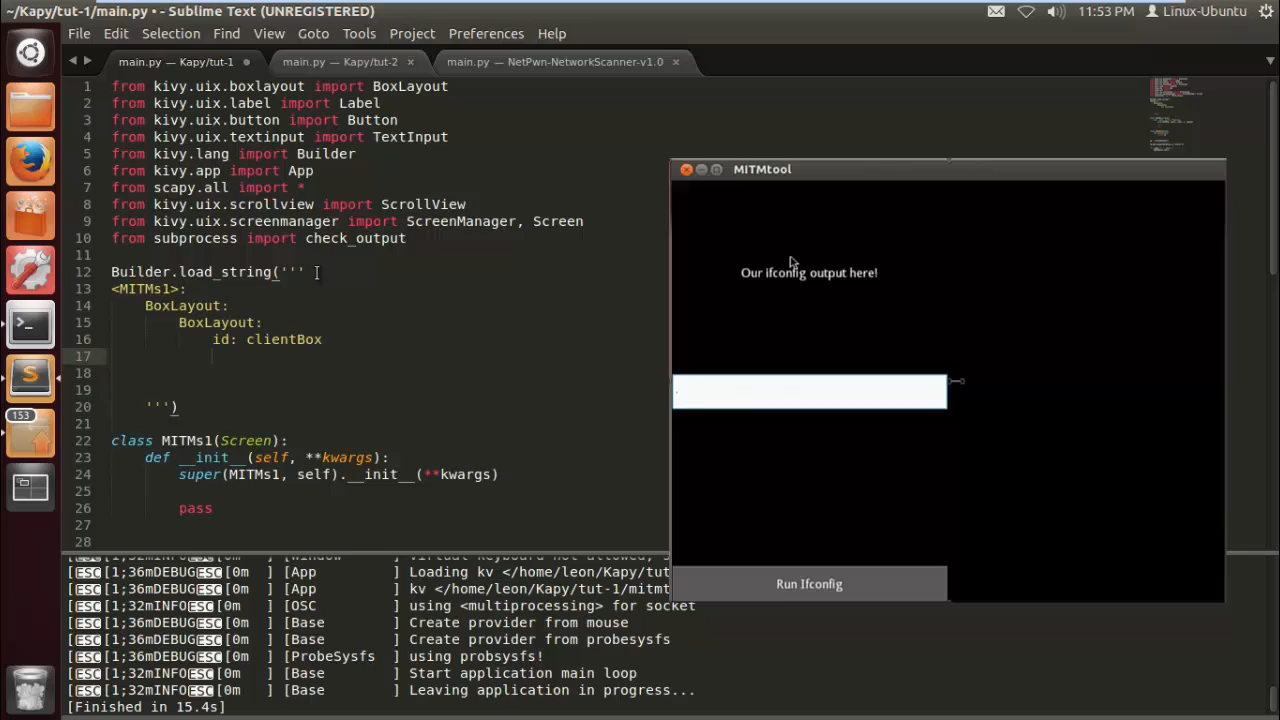 ~/Kapy/tut-1/main.py • - Sublime Text (UNREGISTERED)
11:53 PM
Linux-Ubuntu
File Edit Selection Find View Goto Tools Project Preferences Help
main.py — Kapy/tut-1
main.py — Kapy/tut-2
main.py — NetPwn-NetworkScanner-v1.0
1 from kivy.uix.boxlayout import BoxLayout
2 from kivy.uix.label import Label
3 from kivy.uix.button import Button
4 from kivy.uix.textinput import TextInput
5 from kivy.lang import Builder
6 from kivy.app import App
7 from scapy.all import *
8 from kivy.uix.scrollview import ScrollView
9 from kivy.uix.screenmanager import ScreenManager, Screen
10 from subprocess import check_output
11
12 Builder.load_string('''
13 <MITMs1>:
14 BoxLayout:
15 BoxLayout:
16 id: clientBox
17
18
19
20 ''')
21
22 class MITMs1(Screen):
23 def __init__(self, **kwargs):
24 super(MITMs1, self).__init__(**kwargs)
25
26 pass
27
28
MITMtool
Our ifconfig output here!
Run Ifconfig
153
[ESC[1;36mDEBUGESC[0m ] [App ] Loading kv </home/leon/Kapy/tut
[ESC[1;36mDEBUGESC[0m ] [App ] kv </home/leon/Kapy/tut-1/mitmt
[ESC[1;32mINFOESC[0m ] [OSC ] using <multiprocessing> for socket
[ESC[1;32mINFOESC[0m ] [Base ] Create provider from mouse
[ESC[1;36mDEBUGESC[0m ] [Base ] Create provider from probesysfs
[ESC[1;36mDEBUGESC[0m ] [ProbeSysfs ] using probsysfs!
[ESC[1;32mINFOESC[0m ] [Base ] Start application main loop
[ESC[1;32mINFOESC[0m ] [Base ] Leaving application in progress...
[Finished in 15.4s]